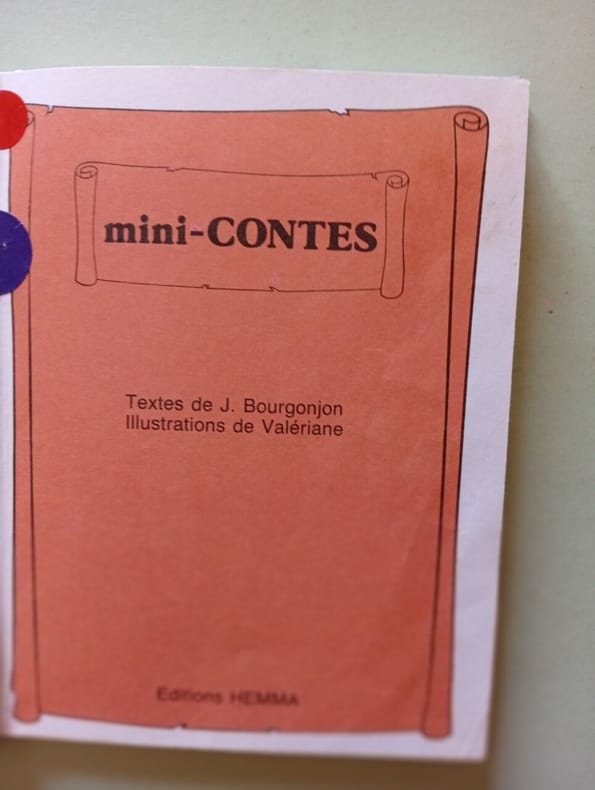 mini-CONTES
Textes de J. Bourgonjon
Illustrations de Valériane
Editions HEMMA